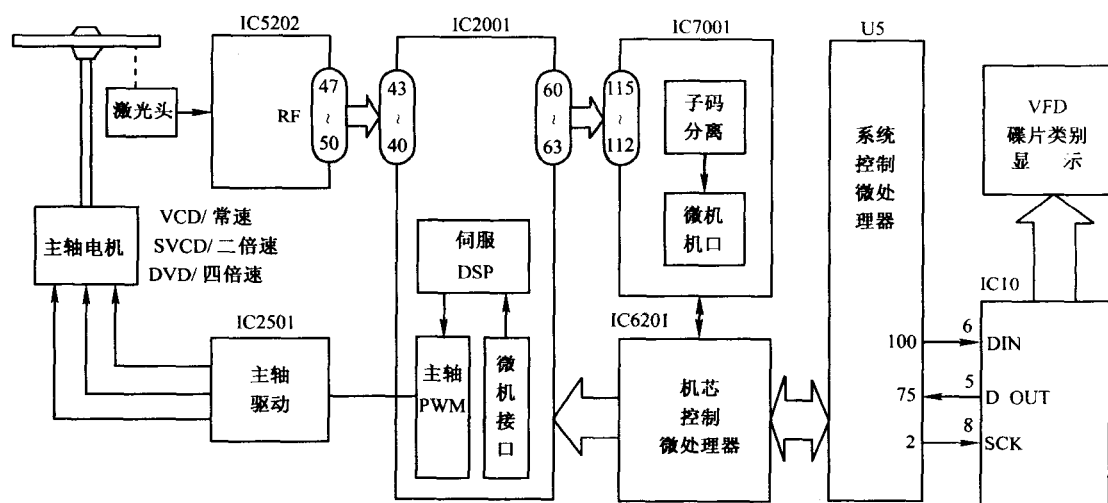 IC5202
IC2001
IC7001
U5
激光头
RF
47
~
50
43
~
40
60
~
63
115
~
112
子码
分离
微机
机口
系统
控制
微处
理器
VFD
碟片类别
显 示
主轴电机
VCD/常速
SVCD/二倍速
DVD/四倍速
伺服
DSP
主轴
PWM
微
机
接
口
IC2501
主轴
驱动
IC6201
机芯
控制
微处理器
IC10
100
6
DIN
75
5
D OUT
2
8
SCK